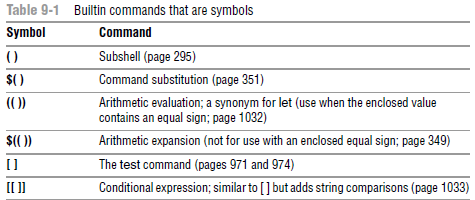 Table 9-1 Builtin commands that are symbols
Symbol Command
( ) Subshell (page 295)
$( ) Command substitution (page 351)
(( )) Arithmetic evaluation; a synonym for let (use when the enclosed value
contains an equal sign; page 1032)
$(( )) Arithmetic expansion (not for use with an enclosed equal sign; page 349)
[ ] The test command (pages 971 and 974)
[[ ]] Conditional expression; similar to [ ] but adds string comparisons (page 1033)